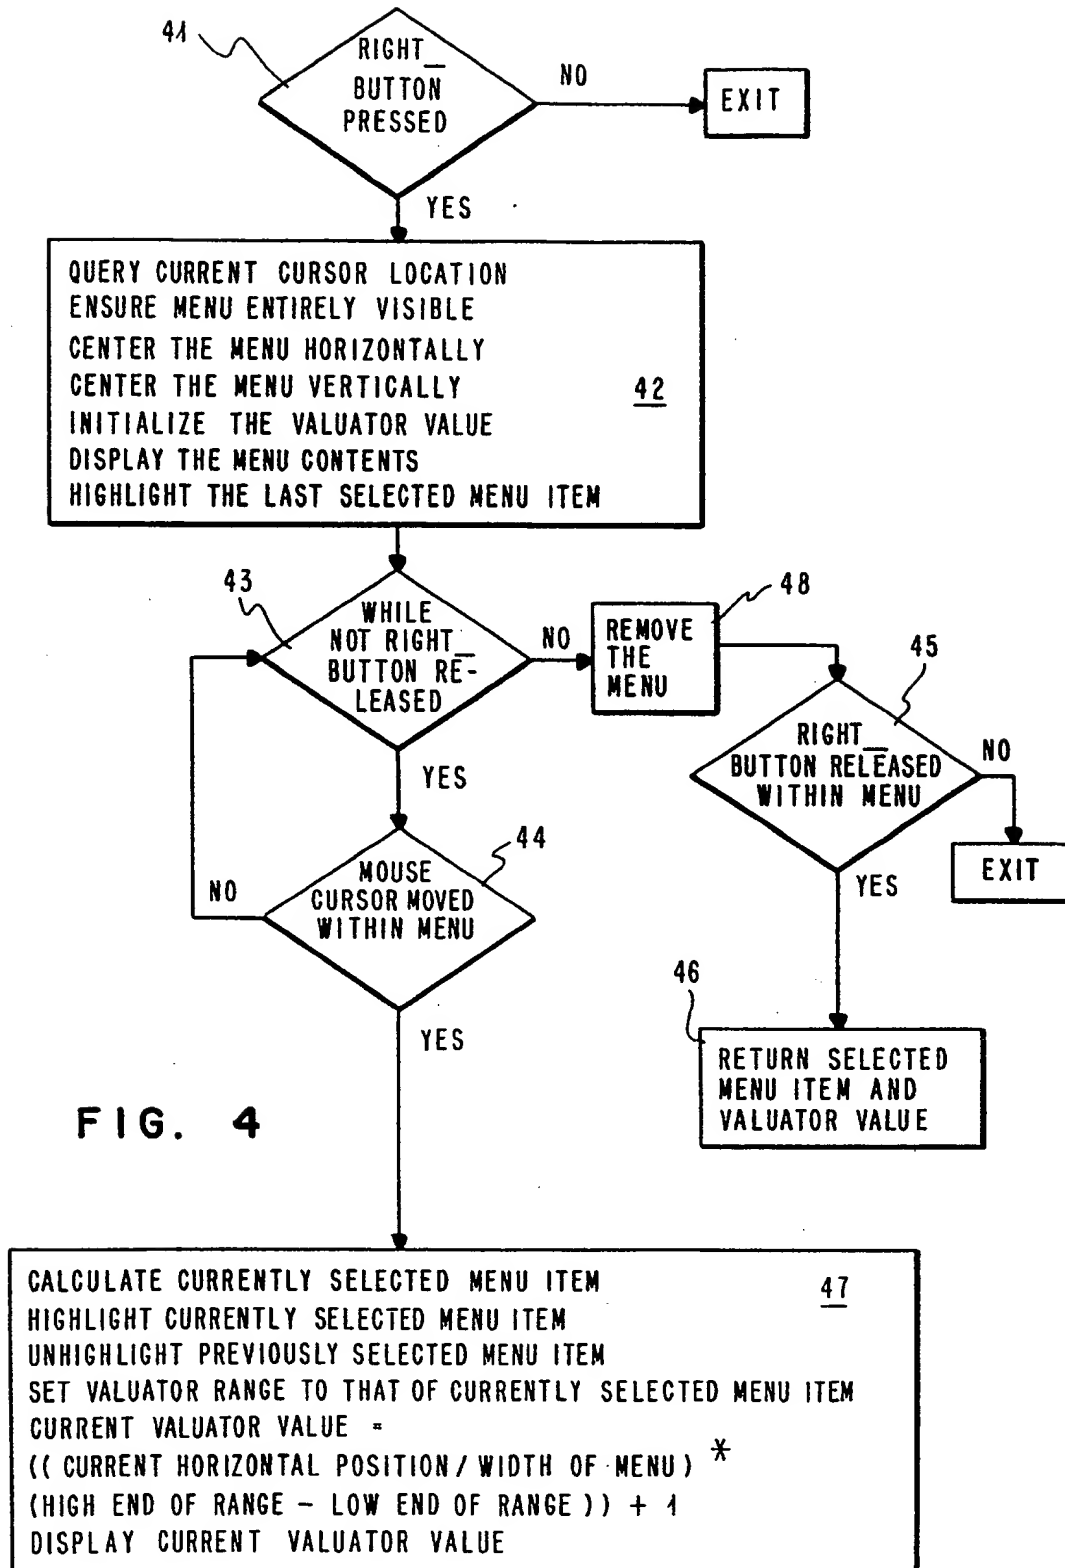 41
RIGHT_
BUTTON
PRESSED
NO
EXIT
YES
QUERY CURRENT CURSOR LOCATION
ENSURE MENU ENTIRELY VISIBLE
CENTER THE MENU HORIZONTALLY
CENTER THE MENU VERTICALLY
42
INITIALIZE THE VALUATOR VALUE
DISPLAY THE MENU CONTENTS
HIGHLIGHT THE LAST SELECTED MENU ITEM
43
WHILE
NOT RIGHT_
BUTTON RE-
LEASED
NO
REMOVE
THE
MENU
48
45
RIGHT_
BUTTON RELEASED
WITHIN MENU
NO
EXIT
YES
YES
44
MOUSE
CURSOR MOVED
WITHIN MENU
NO
YES
46
RETURN SELECTED
MENU ITEM AND
VALUATOR VALUE
FIG. 4
CALCULATE CURRENTLY SELECTED MENU ITEM
47
HIGHLIGHT CURRENTLY SELECTED MENU ITEM
UNHIGHLIGHT PREVIOUSLY SELECTED MENU ITEM
SET VALUATOR RANGE TO THAT OF CURRENTLY SELECTED MENU ITEM
CURRENT VALUATOR VALUE =
(( CURRENT HORIZONTAL POSITION / WIDTH OF MENU) *
(HIGH END OF RANGE - LOW END OF RANGE )) + 1
DISPLAY CURRENT VALUATOR VALUE